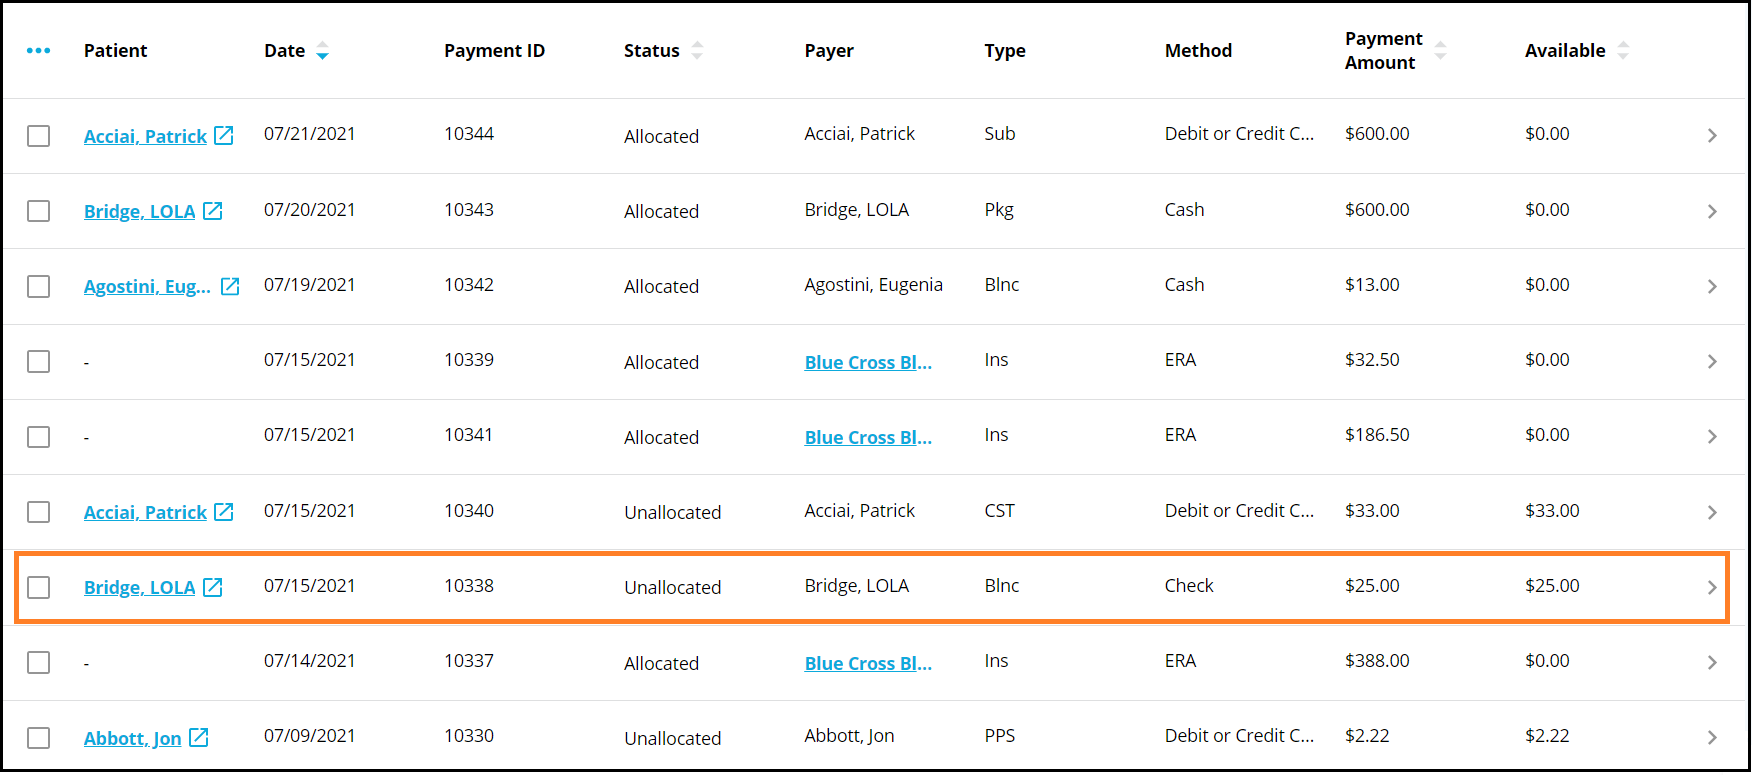 Patient Date Payment ID Status Payer Type Method Payment Amount Available
Acciai, Patrick 07/21/2021 10344 Allocated Acciai, Patrick Sub Debit or Credit C... $600.00 $0.00
Bridge, LOLA 07/20/2021 10343 Allocated Bridge, LOLA Pkg Cash $600.00 $0.00
Agostini, Eug... 07/19/2021 10342 Allocated Agostini, Eugenia Blnc Cash $13.00 $0.00
- 07/15/2021 10339 Allocated Blue Cross Bl... Ins ERA $32.50 $0.00
- 07/15/2021 10341 Allocated Blue Cross Bl... Ins ERA $186.50 $0.00
Acciai, Patrick 07/15/2021 10340 Unallocated Acciai, Patrick CST Debit or Credit C... $33.00 $33.00
Bridge, LOLA 07/15/2021 10338 Unallocated Bridge, LOLA Blnc Check $25.00 $25.00
- 07/14/2021 10337 Allocated Blue Cross Bl... Ins ERA $388.00 $0.00
Abbott, Jon 07/09/2021 10330 Unallocated Abbott, Jon PPS Debit or Credit C... $2.22 $2.22